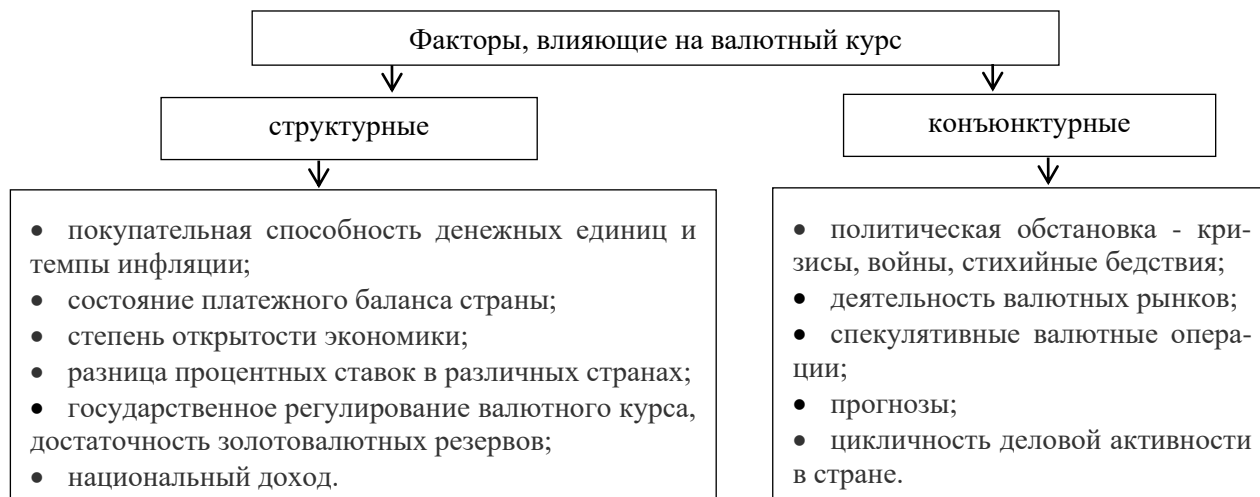 Факторы, влияющие на валютный курс
структурные
конъюнктурные
• покупательная способность денежных единиц и
темпы инфляции;
• состояние платежного баланса страны;
• степень открытости экономики;
• разница процентных ставок в различных странах;
• государственное регулирование валютного курса,
достаточность золотовалютных резервов;
• национальный доход.
• политическая обстановка - кри-
зисы, войны, стихийные бедствия;
• деятельность валютных рынков;
• спекулятивные валютные опера-
ции;
• прогнозы;
• цикличность деловой активности
в стране.